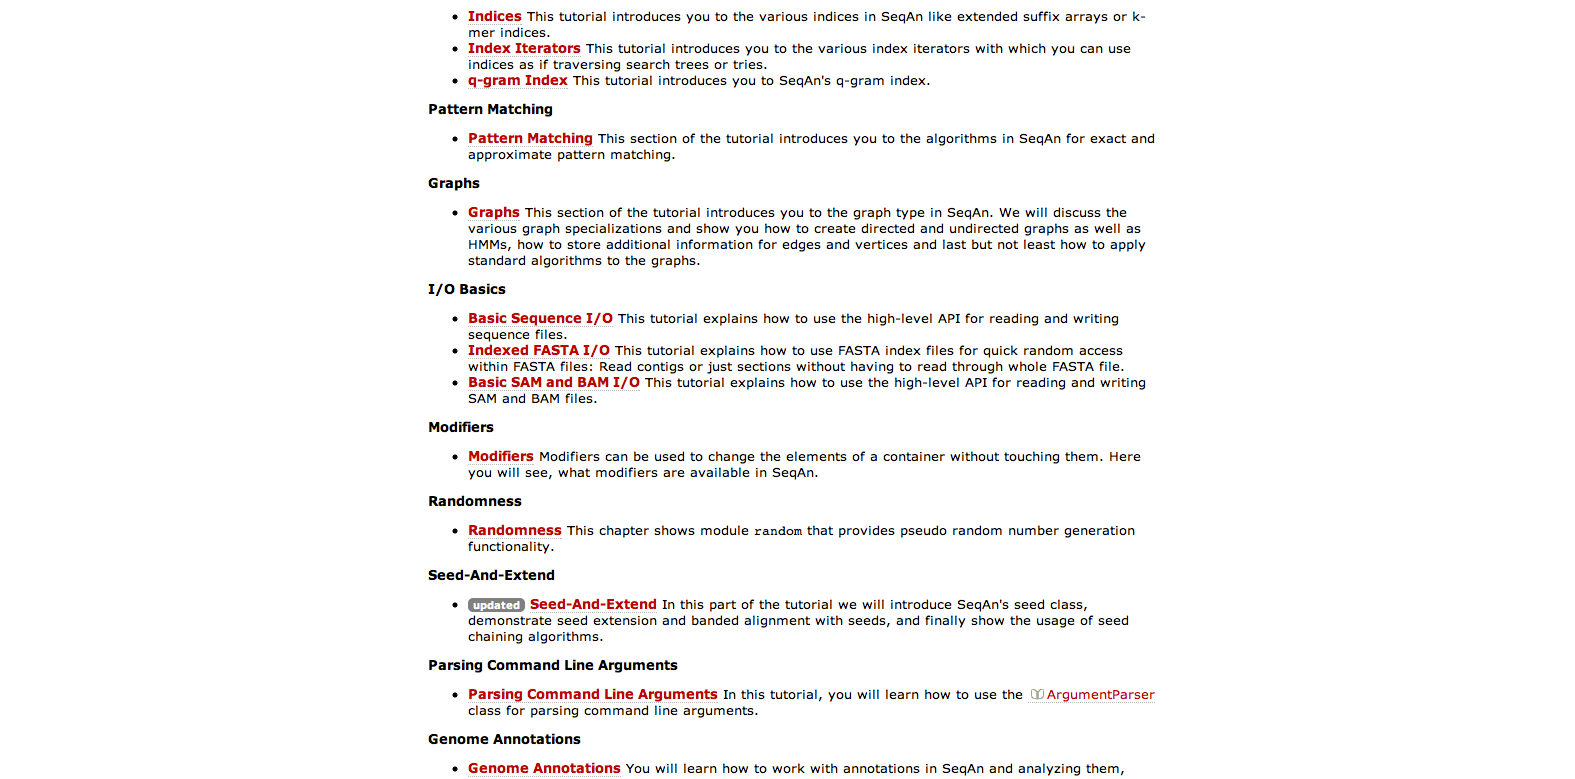 Indices This tutorial introduces you to the various indices in SeqAn like extended suffix arrays or k-
mer indices.
Index Iterators This tutorial introduces you to the various index iterators with which you can use
indices as if traversing search trees or tries.
q-gram Index This tutorial introduces you to SeqAn's q-gram index.
Pattern Matching
Pattern Matching This section of the tutorial introduces you to the algorithms in SeqAn for exact and
approximate pattern matching.
Graphs
Graphs This section of the tutorial introduces you to the graph type in SeqAn. We will discuss the
various graph specializations and show you how to create directed and undirected graphs as well as
HMMs, how to store additional information for edges and vertices and last but not least how to apply
standard algorithms to the graphs.
I/O Basics
Basic Sequence I/O This tutorial explains how to use the high-level API for reading and writing
sequence files.
Indexed FASTA I/O This tutorial explains how to use FASTA index files for quick random access
within FASTA files: Read contigs or just sections without having to read through whole FASTA file.
Basic SAM and BAM I/O This tutorial explains how to use the high-level API for reading and writing
SAM and BAM files.
Modifiers
Modifiers Modifiers can be used to change the elements of a container without touching them. Here
you will see, what modifiers are available in SeqAn.
Randomness
Randomness This chapter shows module random that provides pseudo random number generation
functionality.
Seed-And-Extend
updated Seed-And-Extend In this part of the tutorial we will introduce SeqAn's seed class,
demonstrate seed extension and banded alignment with seeds, and finally show the usage of seed
chaining algorithms.
Parsing Command Line Arguments
Parsing Command Line Arguments In this tutorial, you will learn how to use the ArgumentParser
class for parsing command line arguments.
Genome Annotations
Genome Annotations You will learn how to work with annotations in SeqAn and analyzing them,